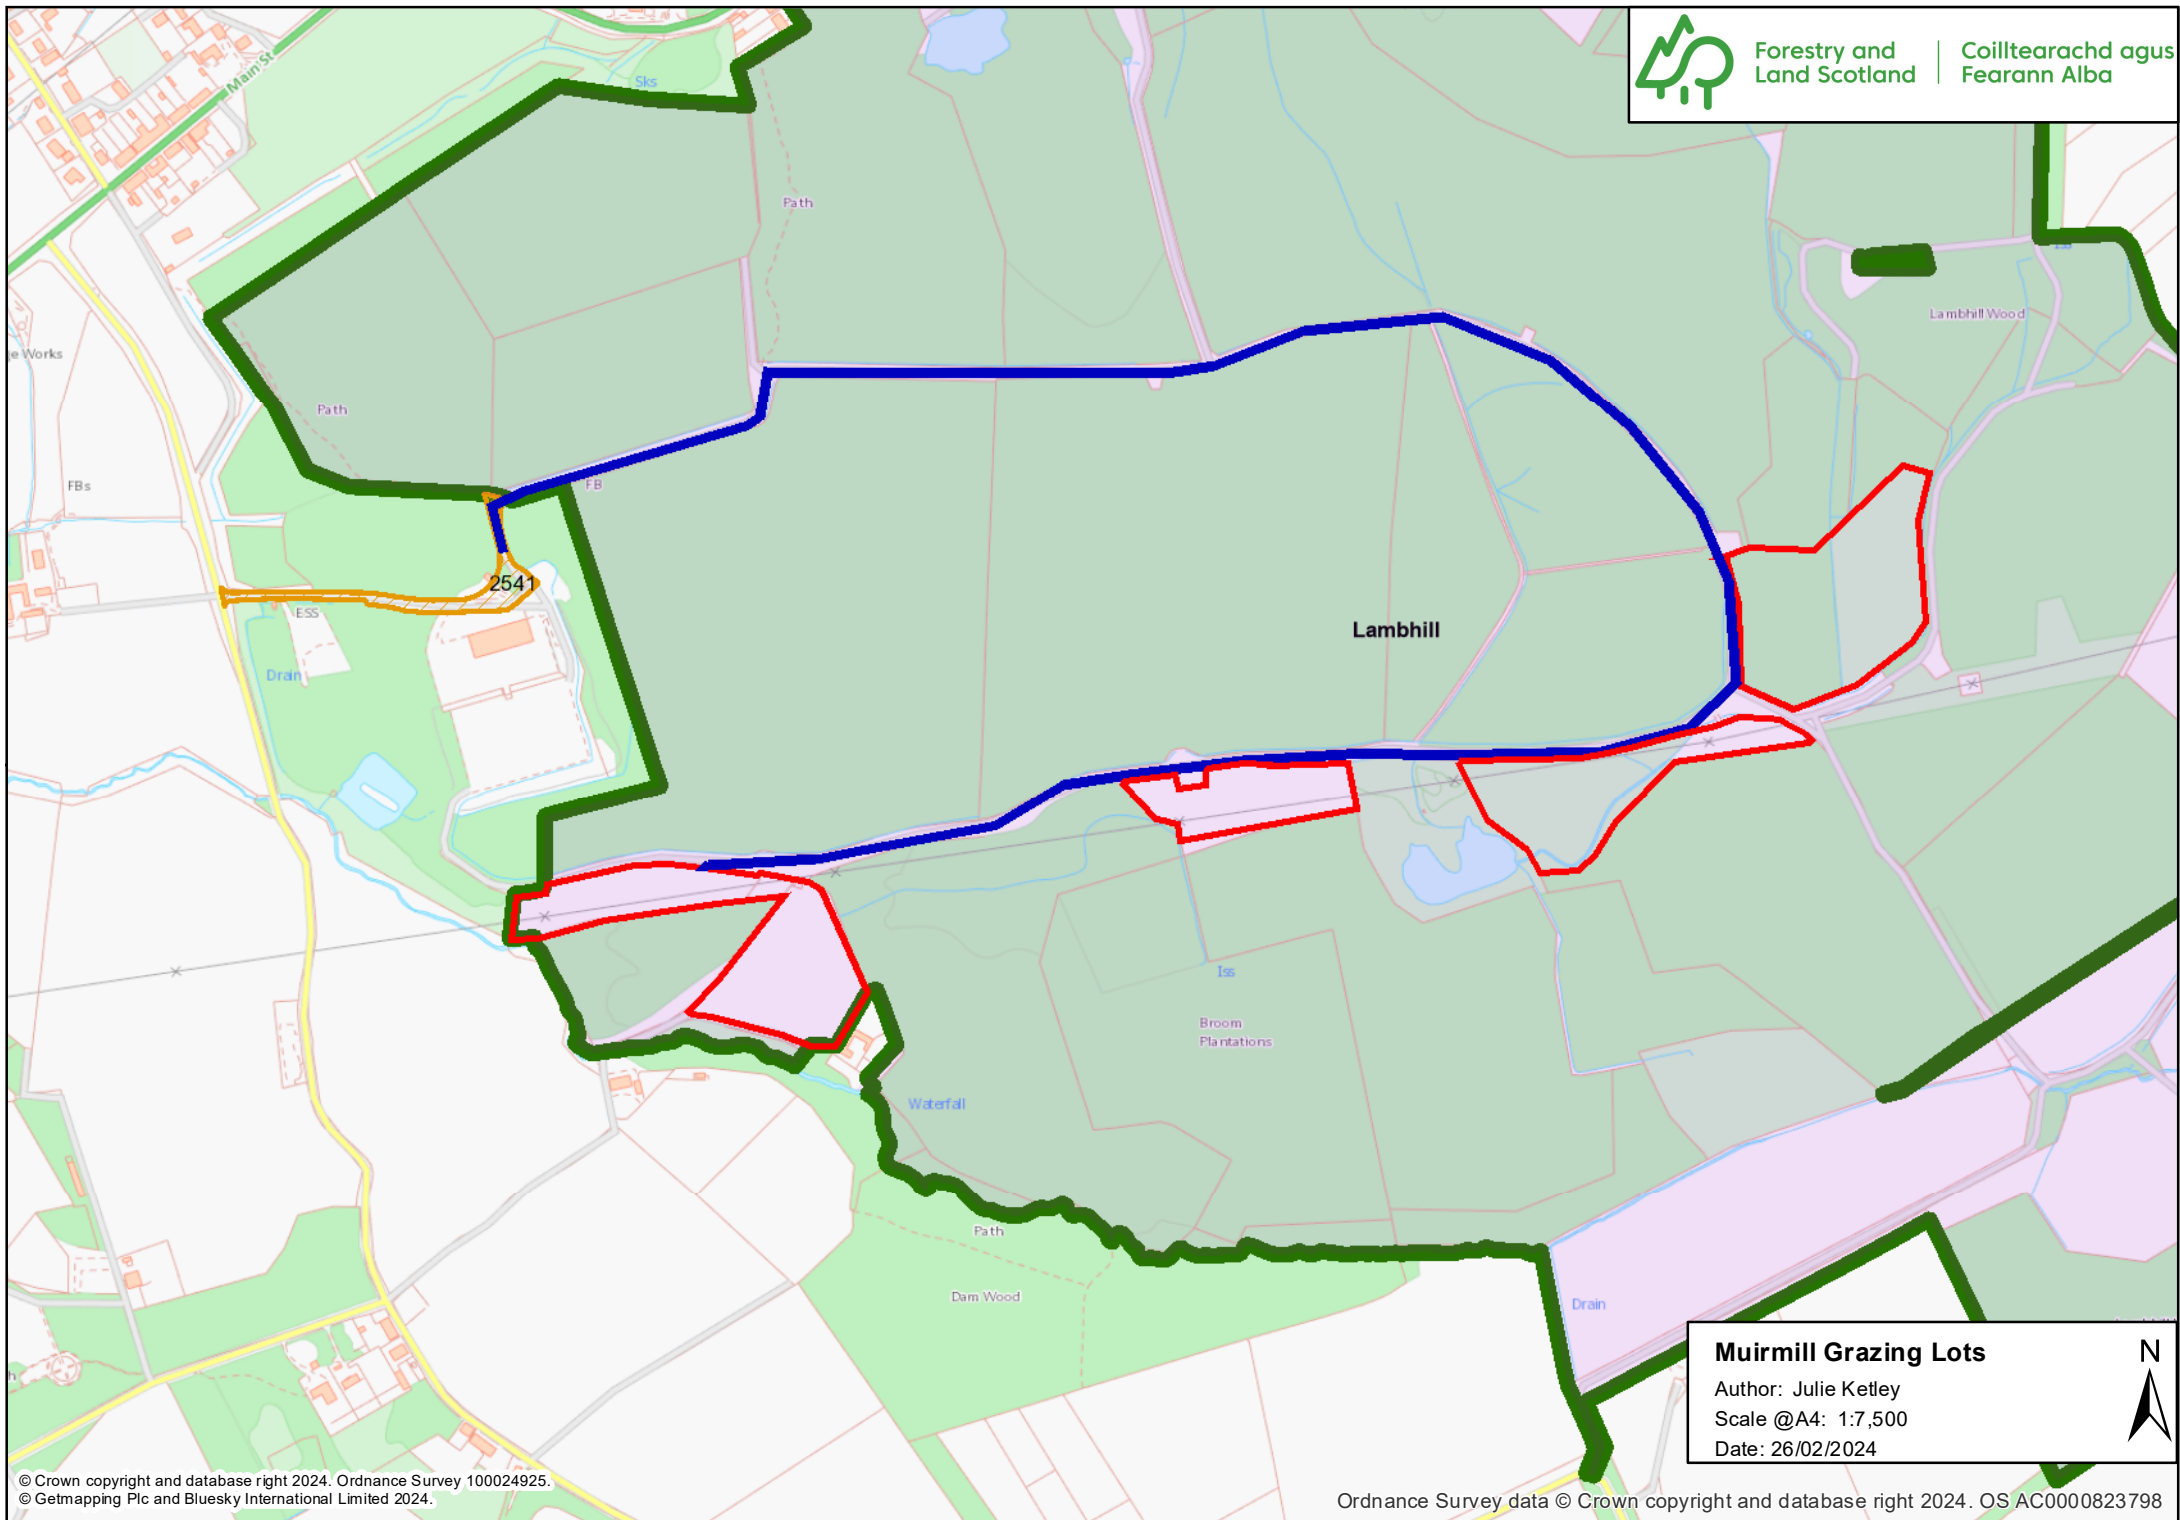 Forestry and
Land Scotland
Coilltearachd agus
Fearann Alba
Main St
Sks
Path
Iss
Lambhill Wood
e Works
Path
FBs
FB
2541
ESS
Lambhill
Drain
Iss
Broom
Plantations
Waterfall
Path
Dam Wood
Drain
h
Muirmill Grazing Lots
N
Author: Julie Ketley
Scale @A4: 1:7,500
Date: 26/02/2024
© Crown copyright and database right 2024. Ordnance Survey 100024925.
© Getmapping Plc and Bluesky International Limited 2024.
Ordnance Survey data © Crown copyright and database right 2024. OS AC0000823798